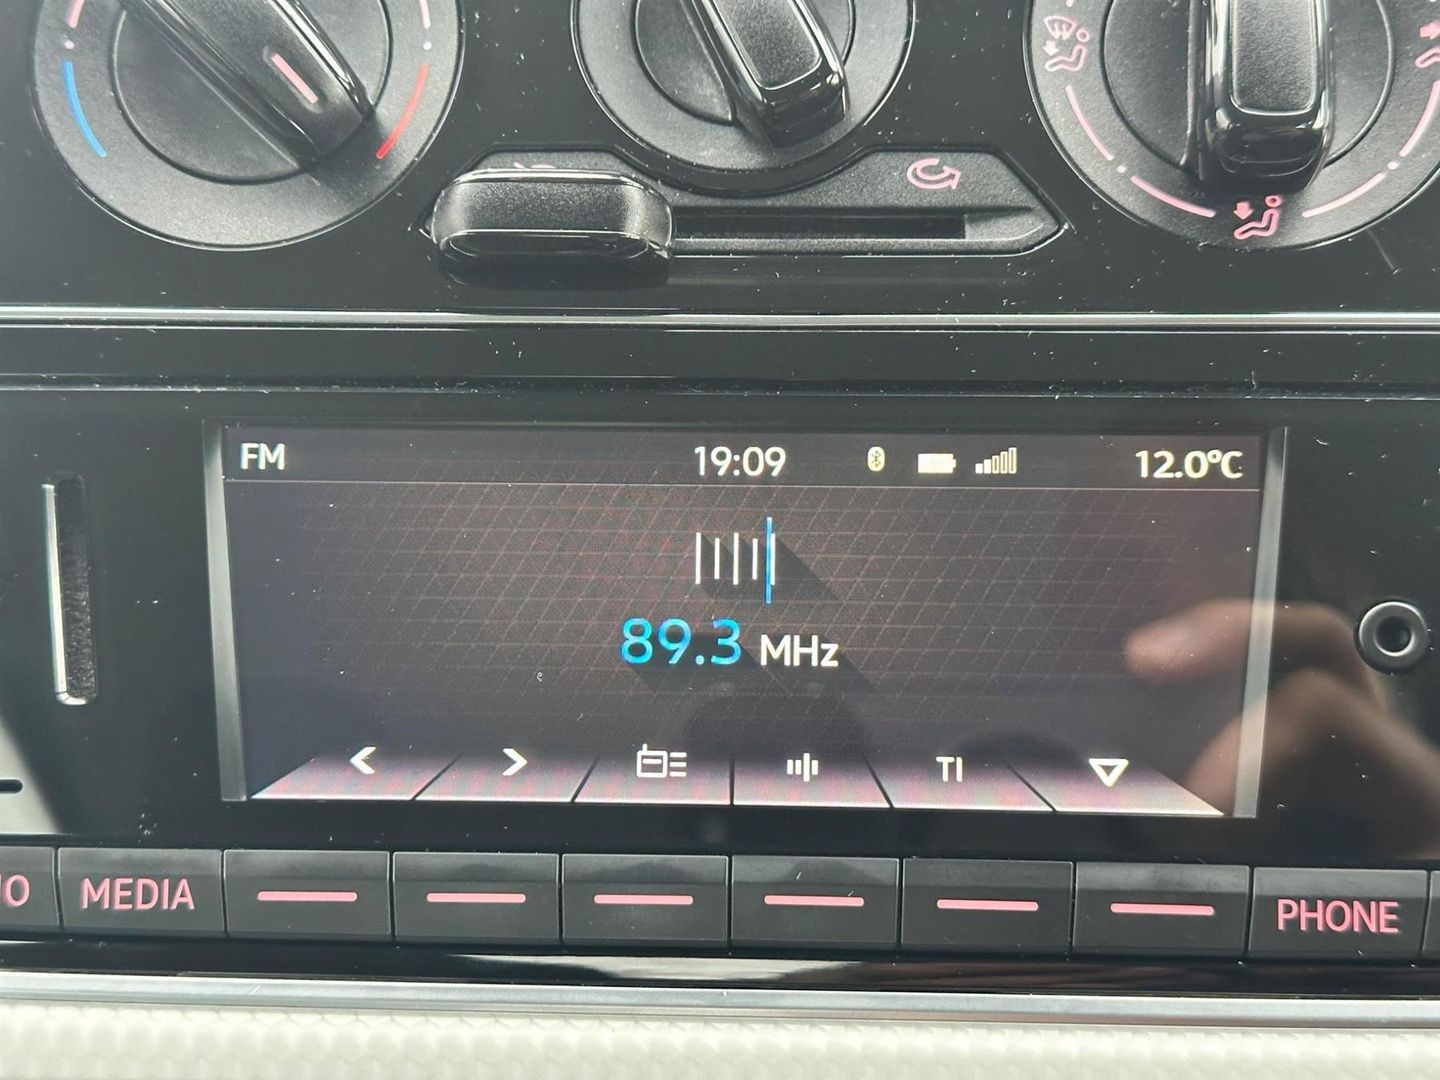 FM
19:09
12.0°C
89.3 MHz
TI
MEDIA
PHONE